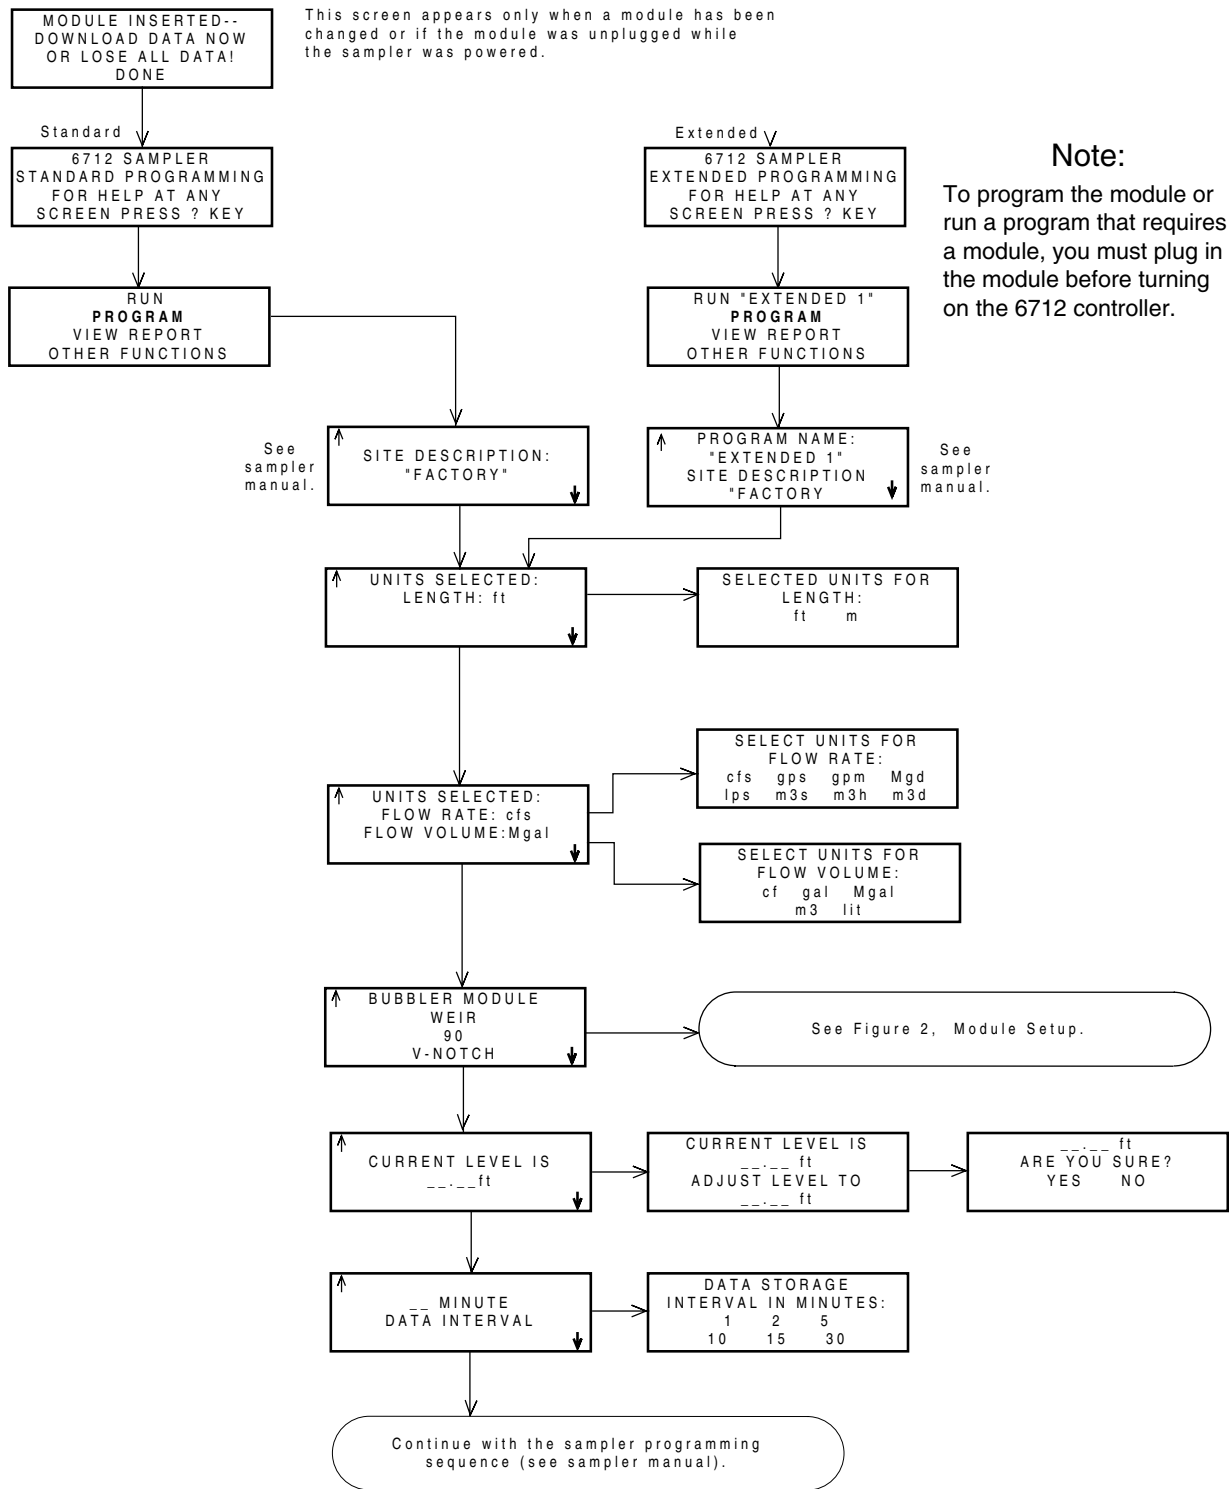 MODULE INSERTED--
DOWNLOAD DATA NOW
OR LOSE ALL DATA!
DONE
This screen appears only when a module has been
changed or if the module was unplugged while
the sampler was powered.
Standard
6712 SAMPLER
STANDARD PROGRAMMING
FOR HELP AT ANY
SCREEN PRESS ? KEY
Extended
6712 SAMPLER
EXTENDED PROGRAMMING
FOR HELP AT ANY
SCREEN PRESS ? KEY
Note:
To program the module or
run a program that requires
a module, you must plug in
the module before turning
on the 6712 controller.
RUN
PROGRAM
VIEW REPORT
OTHER FUNCTIONS
RUN "EXTENDED 1"
PROGRAM
VIEW REPORT
OTHER FUNCTIONS
See
sampler
manual.
SITE DESCRIPTION:
"FACTORY"
PROGRAM NAME:
"EXTENDED 1"
SITE DESCRIPTION
"FACTORY
See
sampler
manual.
UNITS SELECTED:
LENGTH: ft
SELECTED UNITS FOR
LENGTH:
ft m
UNITS SELECTED:
FLOW RATE: cfs
FLOW VOLUME:Mgal
SELECT UNITS FOR
FLOW RATE:
cfs gps gpm Mgd
lps m3s m3h m3d
SELECT UNITS FOR
FLOW VOLUME:
cf gal Mgal
m3 lit
BUBBLER MODULE
WEIR
90
V-NOTCH
See Figure 2, Module Setup.
CURRENT LEVEL IS
__.__ft
CURRENT LEVEL IS
__.__ ft
ADJUST LEVEL TO
__.__ ft
__.__ ft
ARE YOU SURE?
YES NO
__ MINUTE
DATA INTERVAL
DATA STORAGE
INTERVAL IN MINUTES:
1 2 5
10 15 30
Continue with the sampler programming
sequence (see sampler manual).